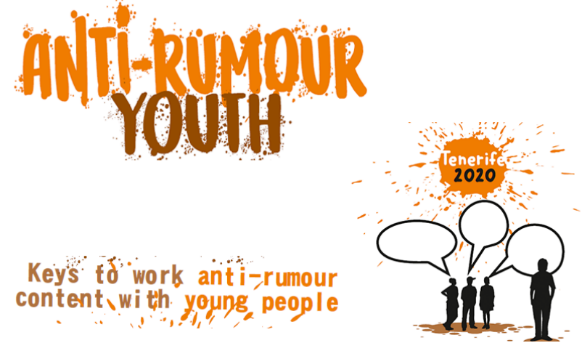 ANTi-RUMOUR
YOUTH
Tenerife
2020
Keys to work anti-rumour
content with young people